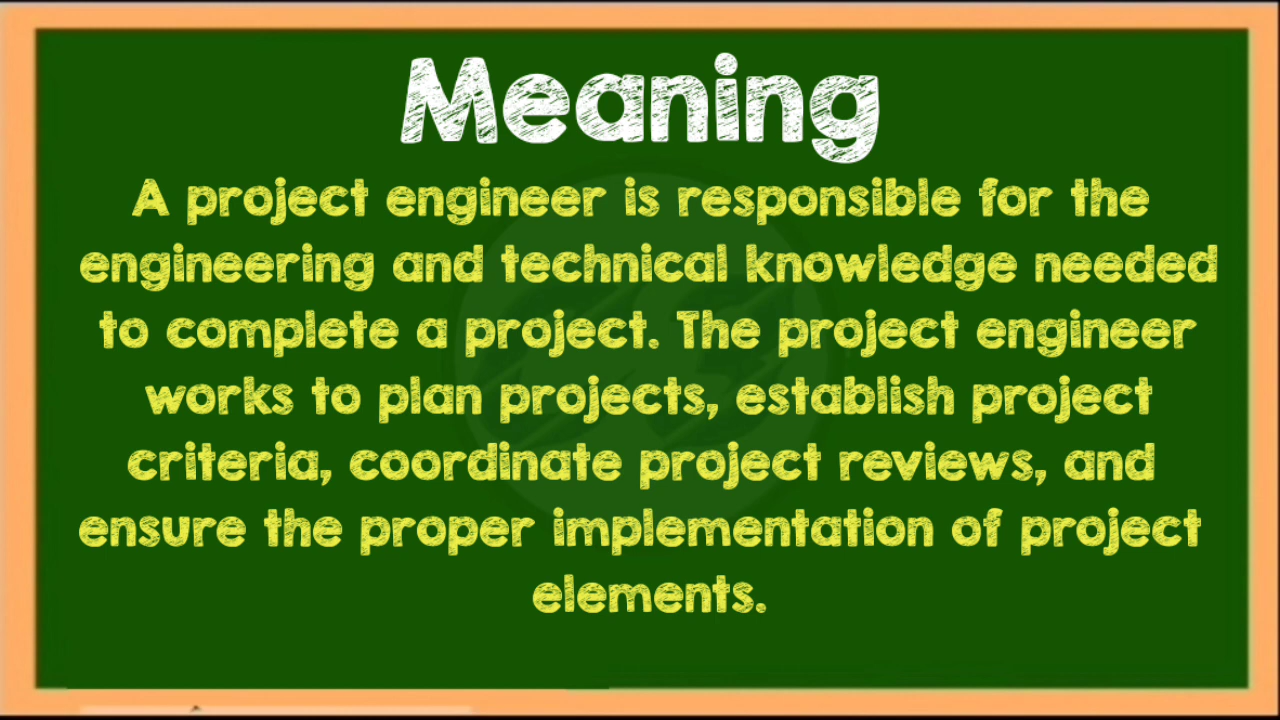 Meaning
A project engineer is responsible for the
engineering and technical knowledge needed
to complete a project. The project engineer
works to plan projects, establish project
criteria, coordinate project reviews, and
ensure the proper implementation of project
elements.